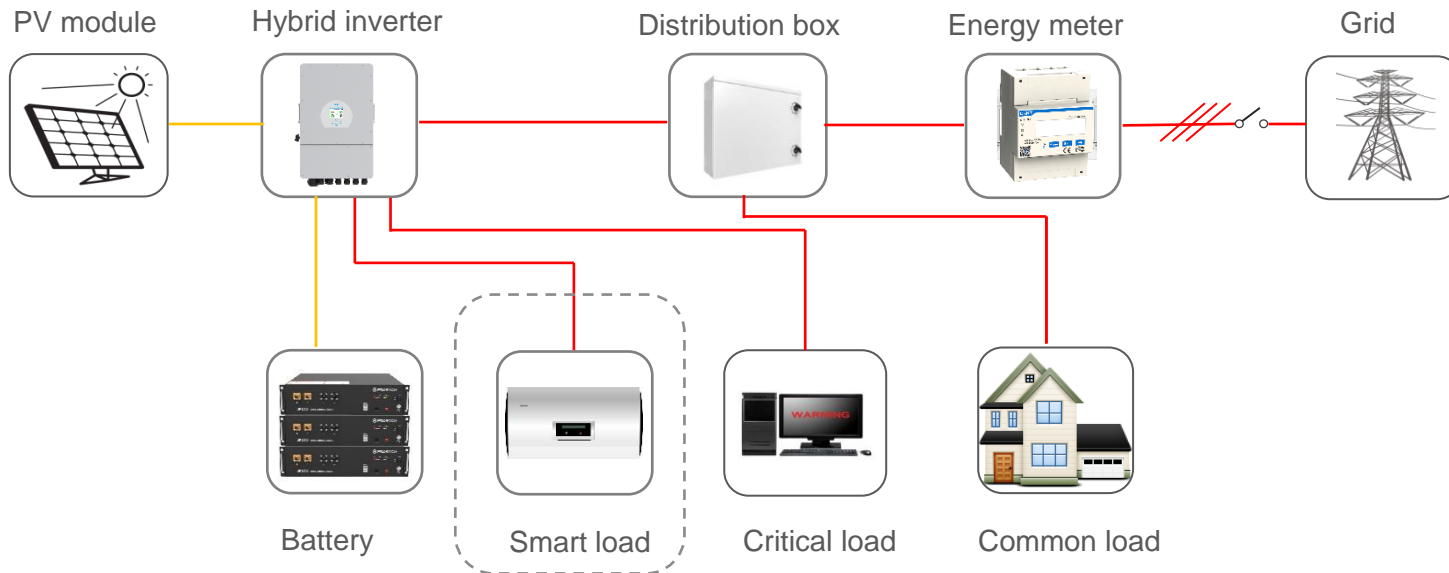 PV module
Hybrid inverter
Distribution box
Energy meter
Grid
WARNING
Battery
Smart load
Critical load
Common load